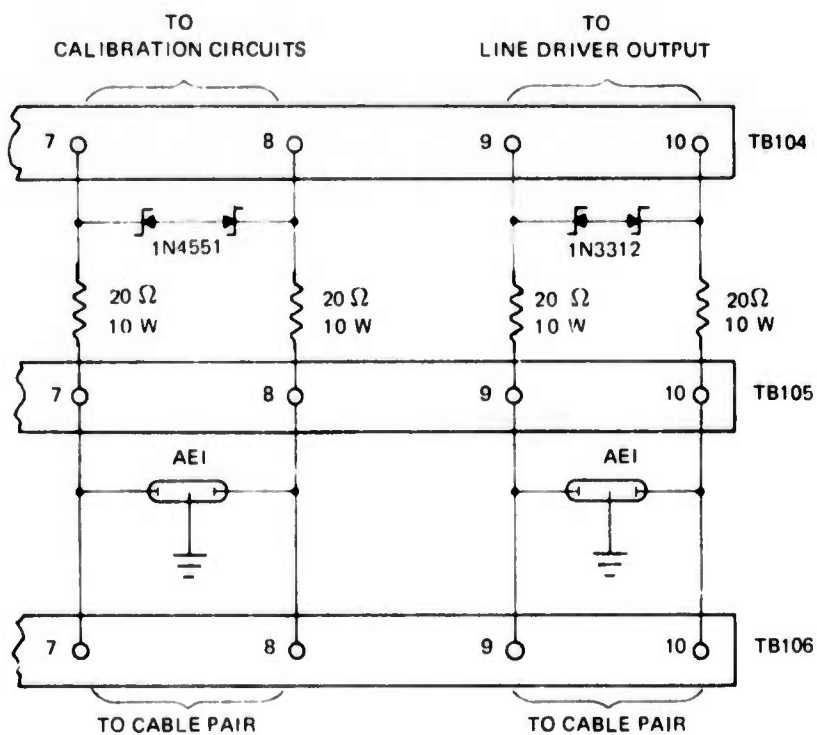 TO
CALIBRATION CIRCUITS
TO
LINE DRIVER OUTPUT
7 8 9 10 TB104
1N4551 1N3312
20 Ω 20 Ω 20 Ω 20 Ω
10 W 10 W 10 W 10 W
7 8 9 10 TB105
AEI AEI
7 8 9 10 TB106
TO CABLE PAIR TO CABLE PAIR